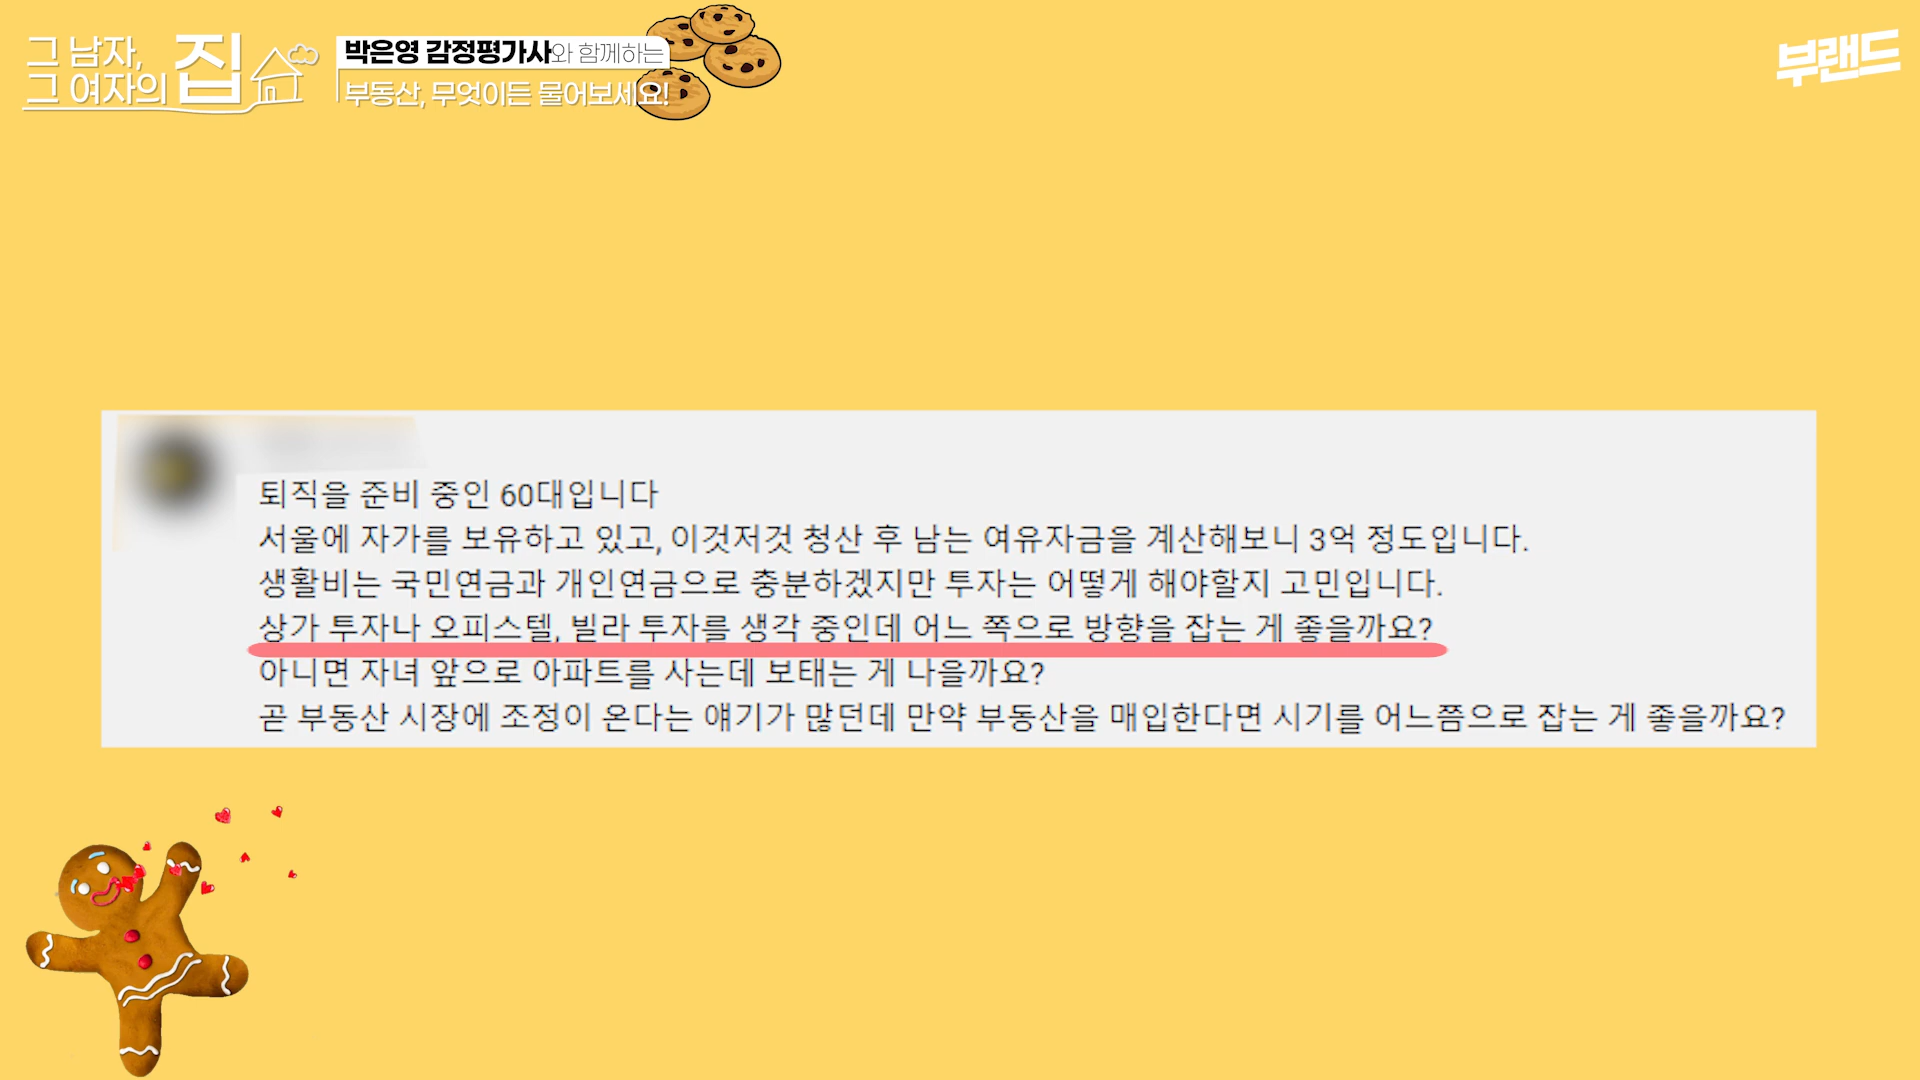 그 남자,
그 여자의 집
박은영 감정평가사와 함께하는
부동산, 무엇이든 물어보세요!
부랜드
퇴직을 준비 중인 60대입니다
서울에 자가를 보유하고 있고, 이것저것 청산 후 남는 여유자금을 계산해보니 3억 정도입니다.
생활비는 국민연금과 개인연금으로 충분하겠지만 투자는 어떻게 해야할지 고민입니다.
상가 투자나 오피스텔, 빌라 투자를 생각 중인데 어느 쪽으로 방향을 잡는 게 좋을까요?
아니면 자녀 앞으로 아파트를 사는데 보태는 게 나을까요?
곧 부동산 시장에 조정이 온다는 얘기가 많던데 만약 부동산을 매입한다면 시기를 어느쯤으로 잡는 게 좋을까요?